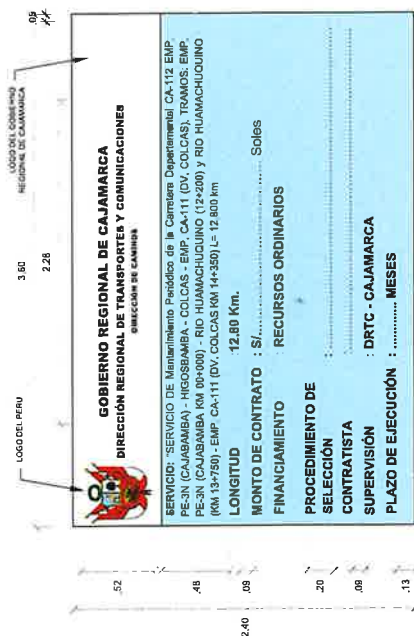 LOGO DEL PERU
3.60
2.26
LOGO DEL GOBIERNO
REGIONAL DE CAJAMARCA
.05
GOBIERNO REGIONAL DE CAJAMARCA
DIRECCIÓN REGIONAL DE TRANSPORTES Y COMUNICACIONES
DIRECCIÓN DE CAMINOS
SERVICIO: "SERVICIO DE Mantenimiento Periódico de la Carretera Departamental CA-112 EMP.
PE-3N (CAJABAMBA) - HIGOSBAMBA - COLCAS - EMP. CA-111 (DV. COLCAS), TRAMOS: EMP.
PE-3N (CAJABAMBA KM 00+000) - RIO HUAMACHUQUINO (12+200) y RIO HUAMACHUQUINO
(KM 13+750) - EMP. CA-111 (DV. COLCAS KM 14+350) L= 12.800 km
LONGITUD : 12.80 Km.
MONTO DE CONTRATO : S/............................ Soles
FINANCIAMIENTO : RECURSOS ORDINARIOS
PROCEDIMIENTO DE
SELECCIÓN :............................
CONTRATISTA :............................
SUPERVISIÓN : DRTC - CAJAMARCA
PLAZO DE EJECUCIÓN : ............ MESES
.52
.48
.09
.20
.09
.13
2.40